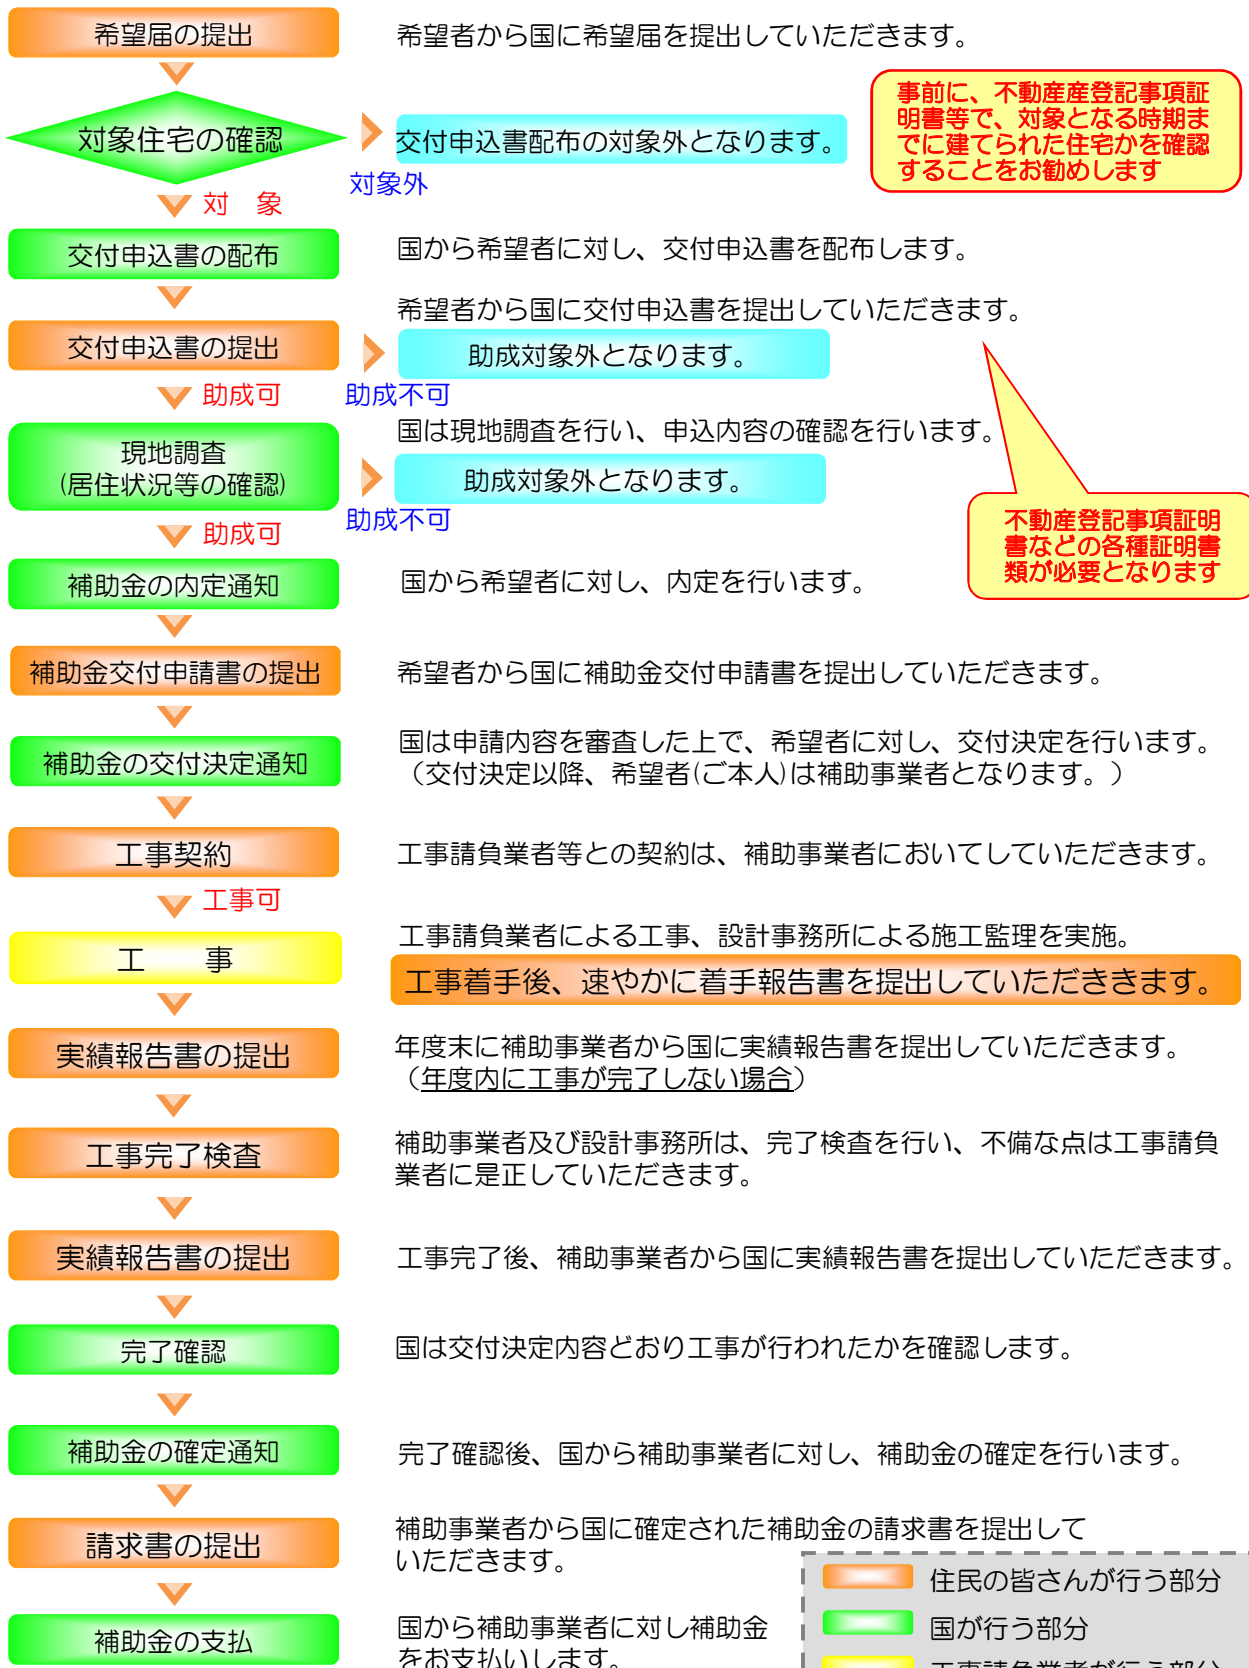 希望届の提出
希望者から国に希望届を提出していただきます。
事前に、不動産産登記事項証
明書等で、対象となる時期ま
でに建てられた住宅かを確認
することをお勧めします
対象住宅の確認
交付申込書配布の対象外となります。
対象外
対　象
交付申込書の配布
国から希望者に対し、交付申込書を配布します。
希望者から国に交付申込書を提出していただきます。
交付申込書の提出
助成対象外となります。
助成可
助成不可
国は現地調査を行い、申込内容の確認を行います。
現地調査
(居住状況等の確認)
助成対象外となります。
助成不可
助成可
不動産登記事項証明
書などの各種証明書
類が必要となります
補助金の内定通知
国から希望者に対し、内定を行います。
補助金交付申請書の提出
希望者から国に補助金交付申請書を提出していただきます。
補助金の交付決定通知
国は申請内容を審査した上で、希望者に対し、交付決定を行います。
（交付決定以降、希望者(ご本人)は補助事業者となります。）
工事契約
工事請負業者等との契約は、補助事業者においてしていただきます。
工事可
工　　事
工事請負業者による工事、設計事務所による施工監理を実施。
工事着手後、速やかに着手報告書を提出していただききます。
実績報告書の提出
年度末に補助事業者から国に実績報告書を提出していただきます。
（年度内に工事が完了しない場合）
工事完了検査
補助事業者及び設計事務所は、完了検査を行い、不備な点は工事請負
業者に是正していただきます。
実績報告書の提出
工事完了後、補助事業者から国に実績報告書を提出していただきます。
完了確認
国は交付決定内容どおり工事が行われたかを確認します。
補助金の確定通知
完了確認後、国から補助事業者に対し、補助金の確定を行います。
請求書の提出
補助事業者から国に確定された補助金の請求書を提出して
いただきます。
補助金の支払
国から補助事業者に対し補助金
をお支払いします。
住民の皆さんが行う部分
国が行う部分
工事請負業者が行う部分